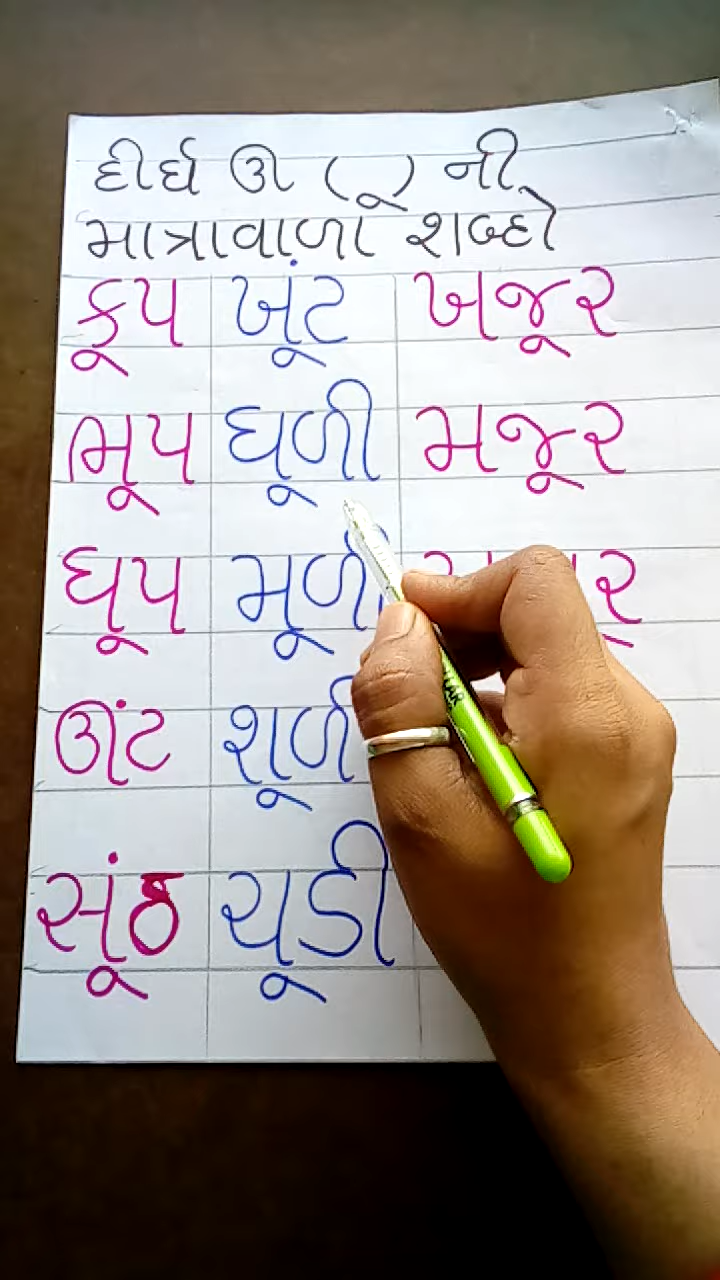 દીર્ઘ ઊ ( ૂ ) ની
માત્રાવાળા શબ્દો
કૂપ ખૂંટ ખજૂર
ભૂપ ધૂળી મજૂર
ધૂપ મૂળી
ઊંટ શૂળી
સૂંઠ ચૂડી